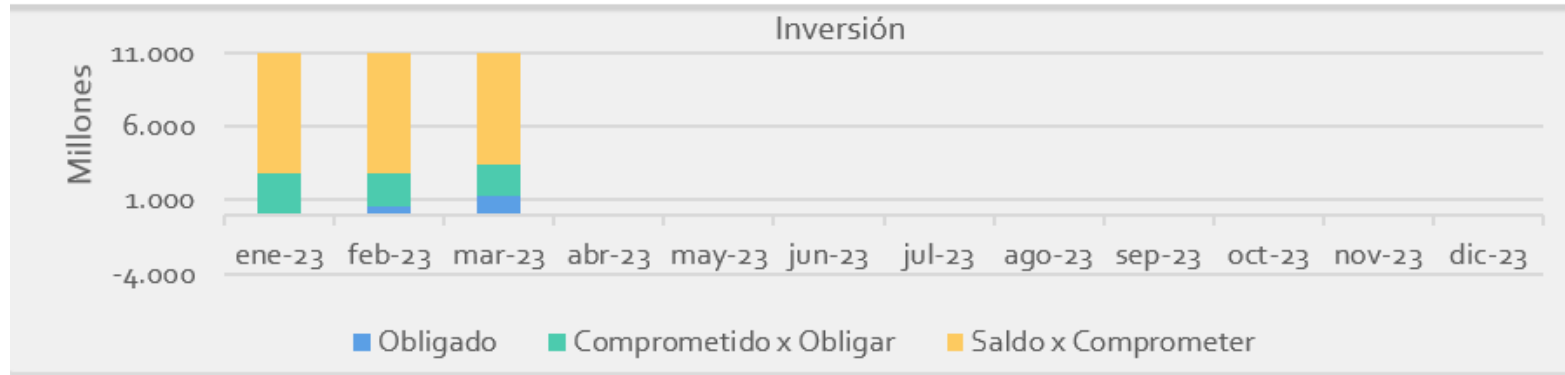 Inversión
Millones
11.000
6.000
1.000
-4.000
ene-23 feb-23 mar-23 abr-23 may-23 jun-23 jul-23 ago-23 sep-23 oct-23 nov-23 dic-23
Obligado Comprometido x Obligar Saldo x Comprometer